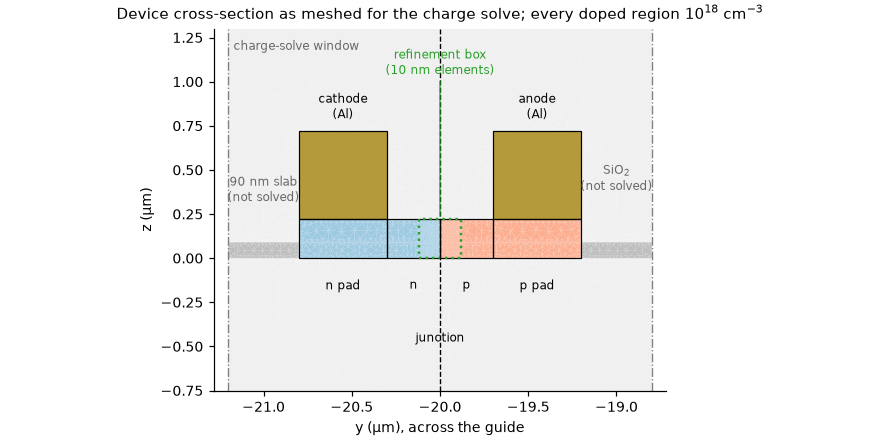 Device cross-section as meshed for the charge solve; every doped region 10¹⁸ cm⁻³
charge-solve window
refinement box
(10 nm elements)
cathode
(Al)
anode
(Al)
90 nm slab
(not solved)
SiO₂
(not solved)
n pad
n
p
p pad
junction
1.25
1.00
0.75
0.50
0.25
0.00
−0.25
−0.50
−0.75
z (μm)
−21.0
−20.5
−20.0
−19.5
−19.0
y (μm), across the guide